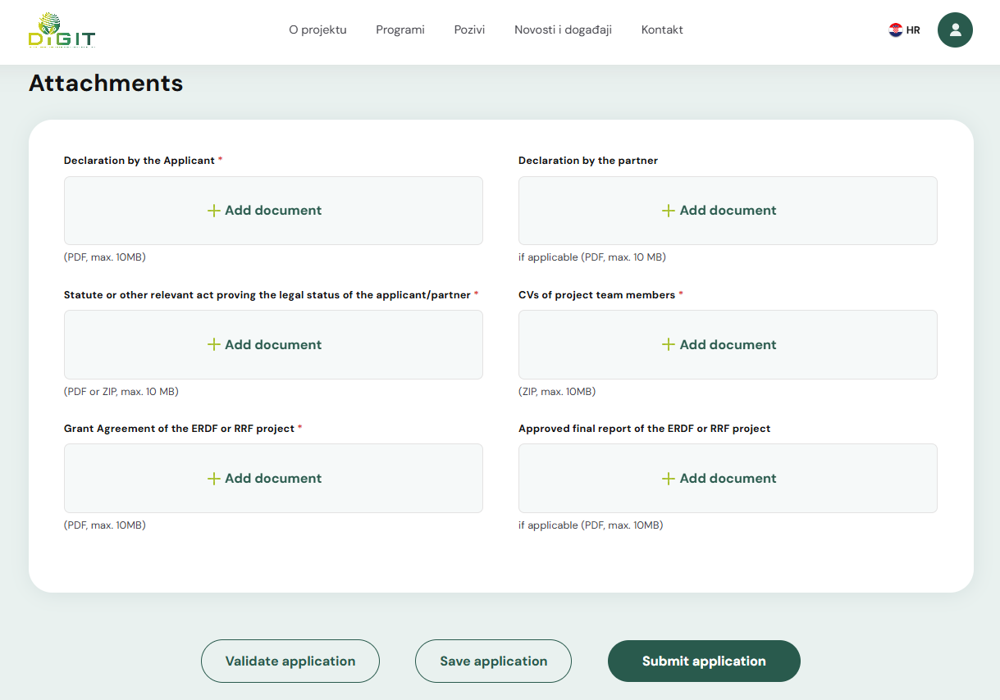 DIGIT
O projektu
Programi
Pozivi
Novosti i događaji
Kontakt
HR
Attachments
Declaration by the Applicant *
Declaration by the partner
Add document
Add document
(PDF, max. 10MB)
if applicable (PDF, max. 10 MB)
Statute or other relevant act proving the legal status of the applicant/partner *
CVs of project team members *
Add document
Add document
(PDF or ZIP, max. 10 MB)
(ZIP, max. 10MB)
Grant Agreement of the ERDF or RRF project *
Approved final report of the ERDF or RRF project
Add document
Add document
(PDF, max. 10MB)
if applicable (PDF, max. 10MB)
Validate application
Save application
Submit application